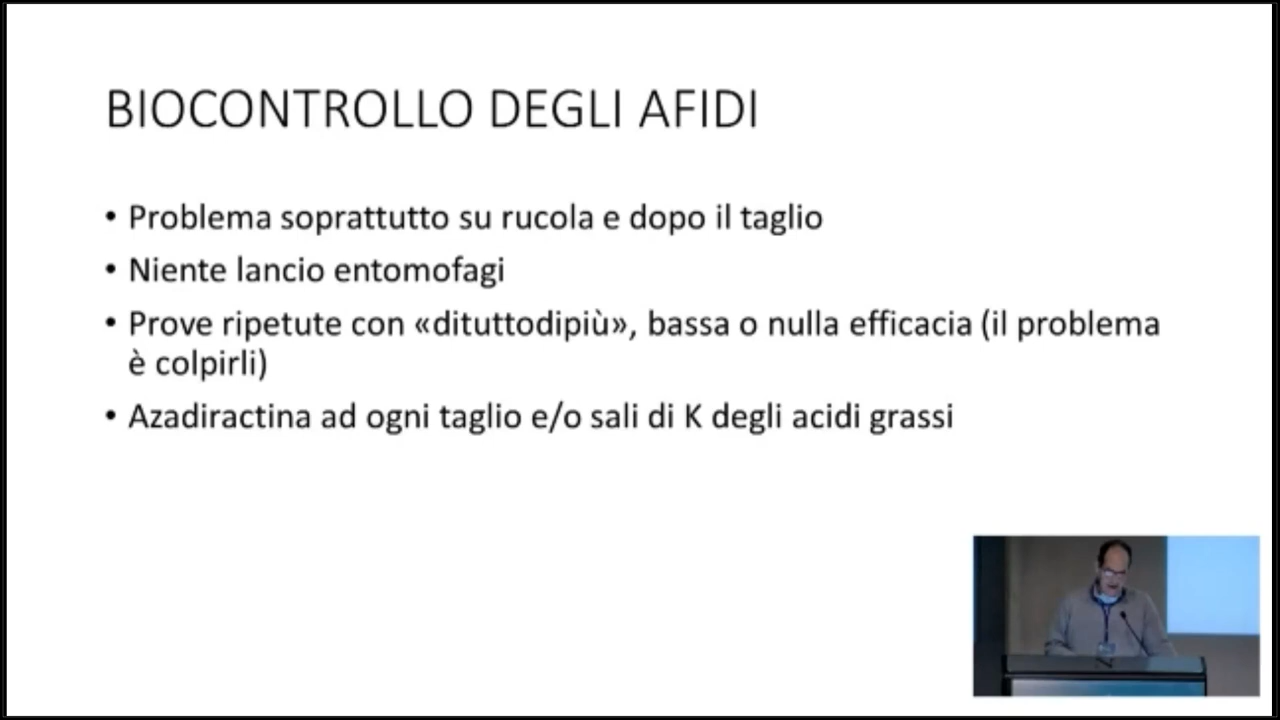 BIOCONTROLLO DEGLI AFIDI
• Problema soprattutto su rucola e dopo il taglio
• Niente lancio entomofagi
• Prove ripetute con «dituttodipiù», bassa o nulla efficacia (il problema
è colpirli)
• Azadiractina ad ogni taglio e/o sali di K degli acidi grassi